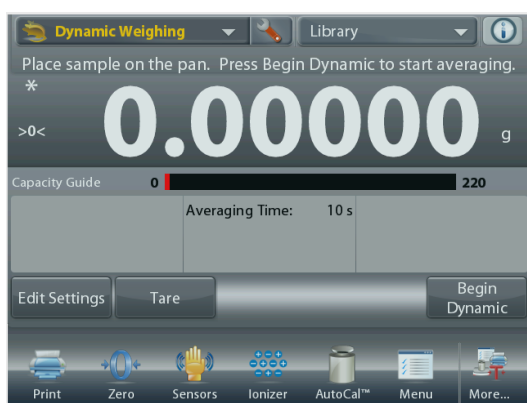 Dynamic Weighing Library
Place sample on the pan. Press Begin Dynamic to start averaging.
*
>0< 0.00000 g
Capacity Guide 0 220
Averaging Time: 10 s
Edit Settings Tare Begin Dynamic
Print Zero Sensors Ionizer AutoCal™ Menu More...